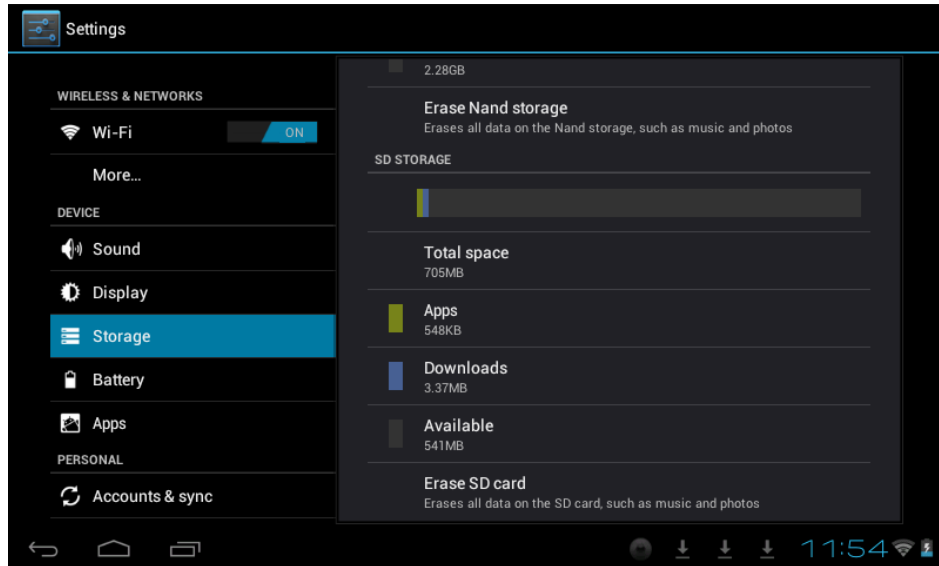 Settings
WIRELESS & NETWORKS
Wi-Fi
ON
More...
DEVICE
Sound
Display
Storage
Battery
Apps
PERSONAL
Accounts & sync
2.28GB
Erase Nand storage
Erases all data on the Nand storage, such as music and photos
SD STORAGE
Total space
705MB
Apps
548KB
Downloads
3.37MB
Available
541MB
Erase SD card
Erases all data on the SD card, such as music and photos
11:54